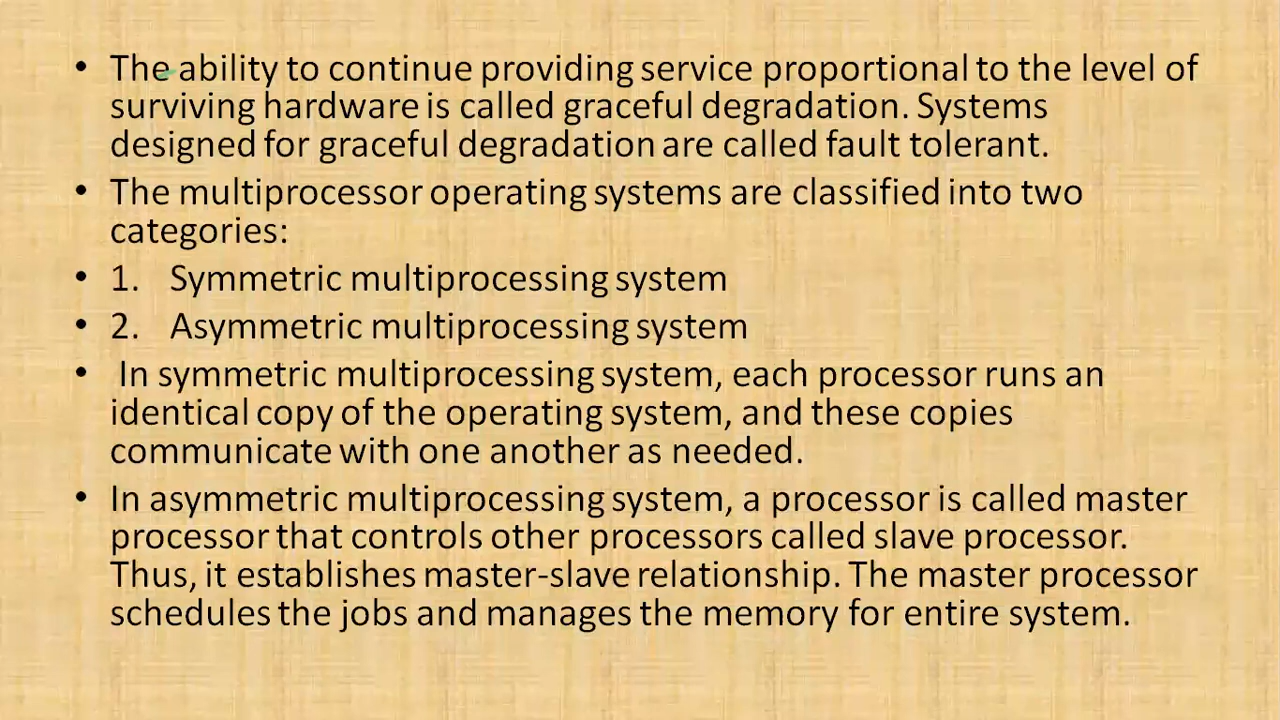 • The ability to continue providing service proportional to the level of
surviving hardware is called graceful degradation. Systems
designed for graceful degradation are called fault tolerant.
• The multiprocessor operating systems are classified into two
categories:
• 1. Symmetric multiprocessing system
• 2. Asymmetric multiprocessing system
• In symmetric multiprocessing system, each processor runs an
identical copy of the operating system, and these copies
communicate with one another as needed.
• In asymmetric multiprocessing system, a processor is called master
processor that controls other processors called slave processor.
Thus, it establishes master-slave relationship. The master processor
schedules the jobs and manages the memory for entire system.